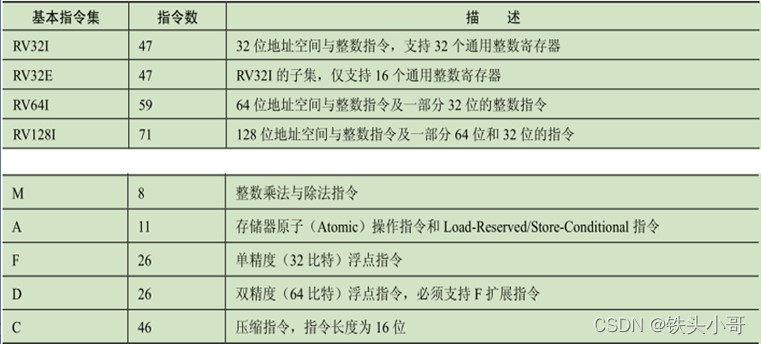 基本指令集 指令数 描 述
RV32I 47 32 位地址空间与整数指令，支持 32 个通用整数寄存器
RV32E 47 RV32I 的子集，仅支持 16 个通用整数寄存器
RV64I 59 64 位地址空间与整数指令及一部分 32 位的整数指令
RV128I 71 128 位地址空间与整数指令及一部分 64 位和 32 位的指令
M 8 整数乘法与除法指令
A 11 存储器原子（Atomic）操作指令和 Load-Reserved/Store-Conditional 指令
F 26 单精度（32 比特）浮点指令
D 26 双精度（64 比特）浮点指令，必须支持 F 扩展指令
C 46 压缩指令，指令长度为 16 位
CSDN @铁头小哥